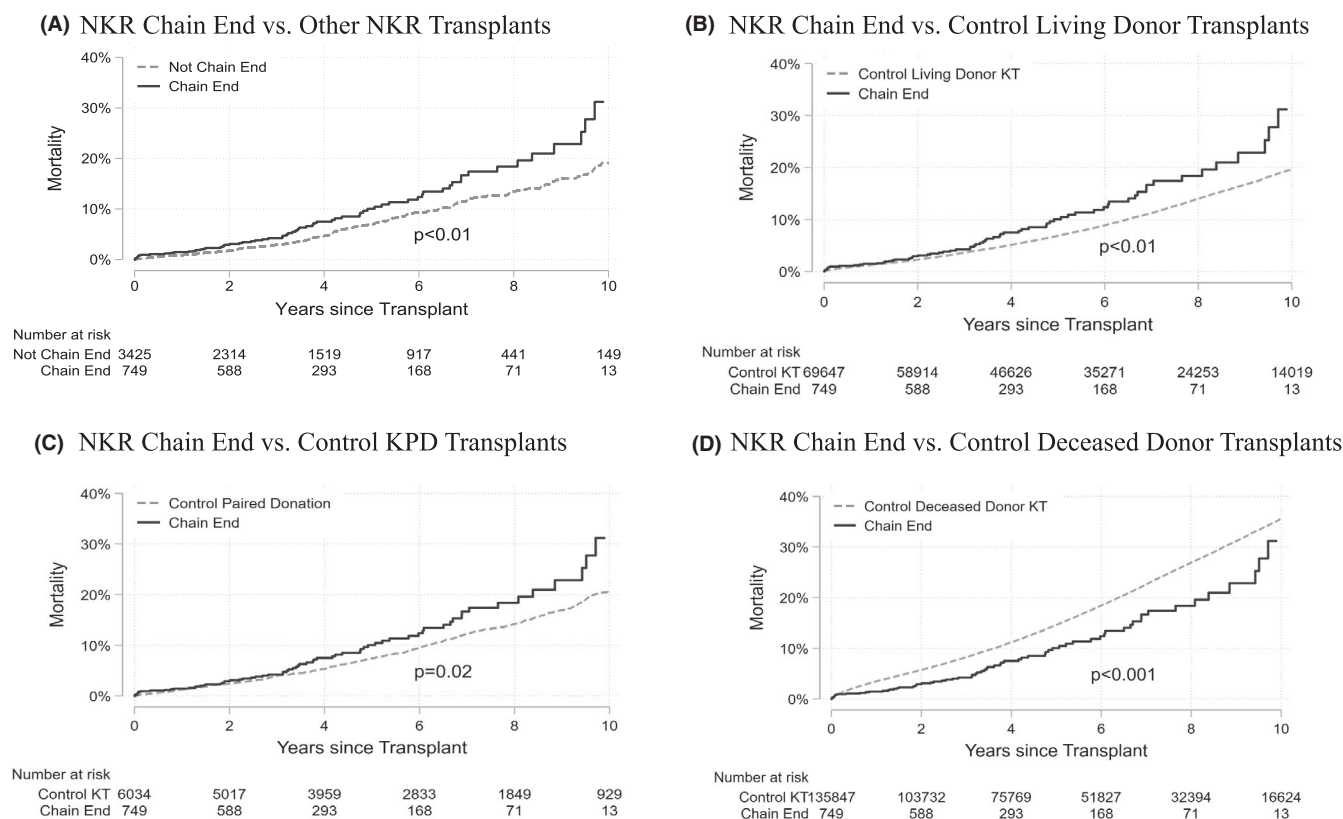 (A) NKR Chain End vs. Other NKR Transplants
40%
30%
20%
10%
0%
Mortality
Not Chain End
Chain End
p<0.01
0 2 4 6 8 10
Years since Transplant
Number at risk
Not Chain End 3425 2314 1519 917 441 149
Chain End 749 588 293 168 71 13
(B) NKR Chain End vs. Control Living Donor Transplants
40%
30%
20%
10%
0%
Mortality
Control Living Donor KT
Chain End
p<0.01
0 2 4 6 8 10
Years since Transplant
Number at risk
Control KT 69647 58914 46626 35271 24253 14019
Chain End 749 588 293 168 71 13
(C) NKR Chain End vs. Control KPD Transplants
40%
30%
20%
10%
0%
Mortality
Control Paired Donation
Chain End
p=0.02
0 2 4 6 8 10
Years since Transplant
Number at risk
Control KT 6034 5017 3959 2833 1849 929
Chain End 749 588 293 168 71 13
(D) NKR Chain End vs. Control Deceased Donor Transplants
40%
30%
20%
10%
0%
Mortality
Control Deceased Donor KT
Chain End
p<0.001
0 2 4 6 8 10
Years since Transplant
Number at risk
Control KT135847 103732 75769 51827 32394 16624
Chain End 749 588 293 168 71 13